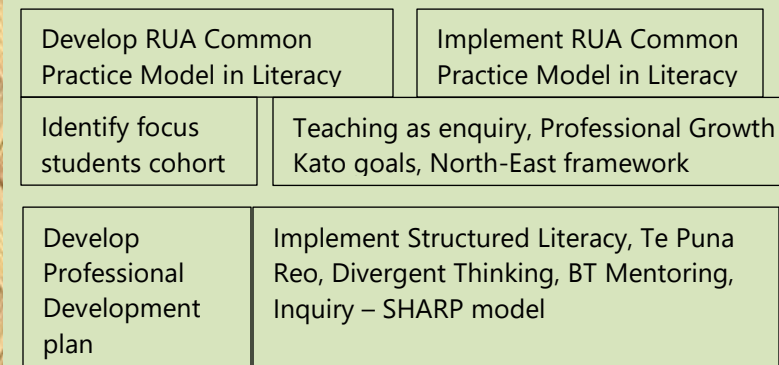 Develop RUA Common
Practice Model in Literacy
Implement RUA Common
Practice Model in Literacy
Identify focus
students cohort
Teaching as enquiry, Professional Growth
Kato goals, North-East framework
Develop
Professional
Development
plan
Implement Structured Literacy, Te Puna
Reo, Divergent Thinking, BT Mentoring,
Inquiry – SHARP model